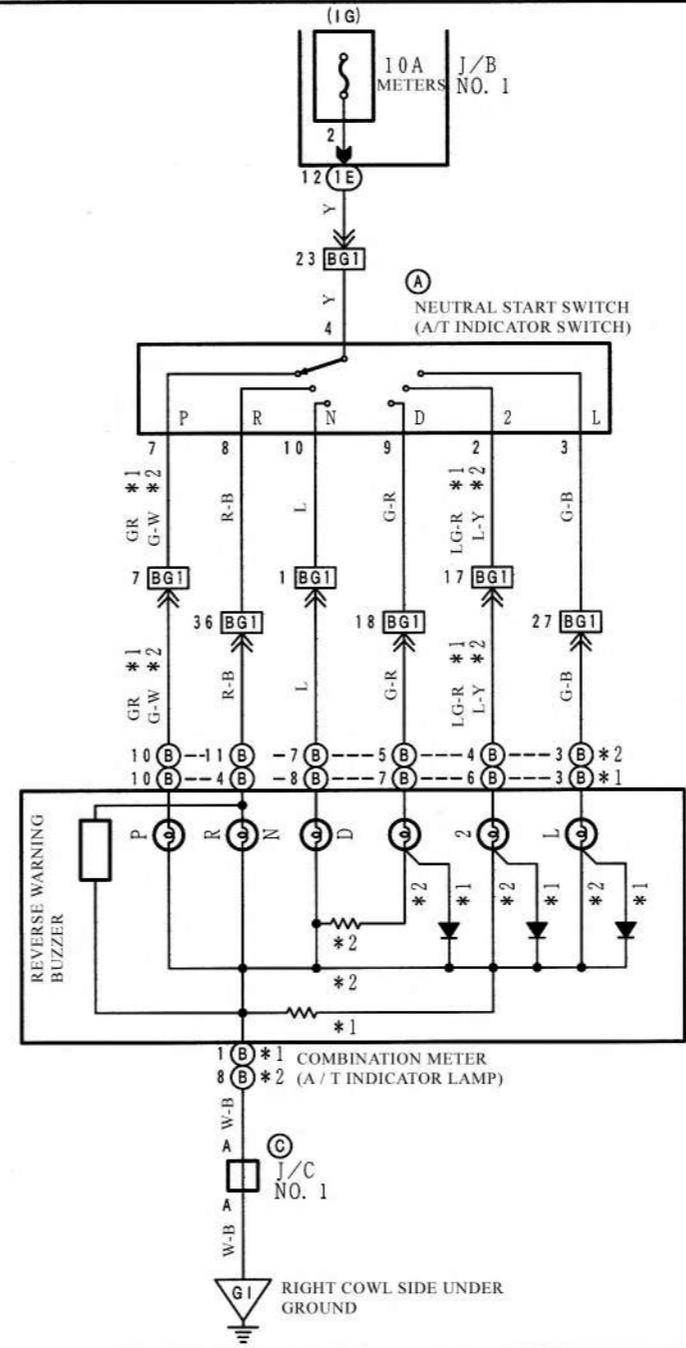 (IG)
10A
METERS
J/B
NO. 1
2
12 1E
Y
23 BG1
Y
4
A
NEUTRAL START SWITCH
(A/T INDICATOR SWITCH)
P R N D 2 L
7 8 10 9 2 3
GR *1
G-W *2
R-B
L
G-R
LG-R *1
L-Y *2
G-B
7 BG1 1 BG1 17 BG1
36 BG1 18 BG1 27 BG1
GR *1
G-W *2
R-B
L
G-R
LG-R *1
L-Y *2
G-B
10 B 11 B 7 B 5 B 4 B 3 B *2
10 B 4 B 8 B 7 B 6 B 3 B *1
REVERSE WARNING
BUZZER
P R N D 2 L
*2 *1 *2 *1 *2 *1
*2
*2
*1
1 B *1
8 B *2
COMBINATION METER
(A / T INDICATOR LAMP)
W-B
A
C
J/C
NO. 1
A
W-B
G1
RIGHT COWL SIDE UNDER
GROUND